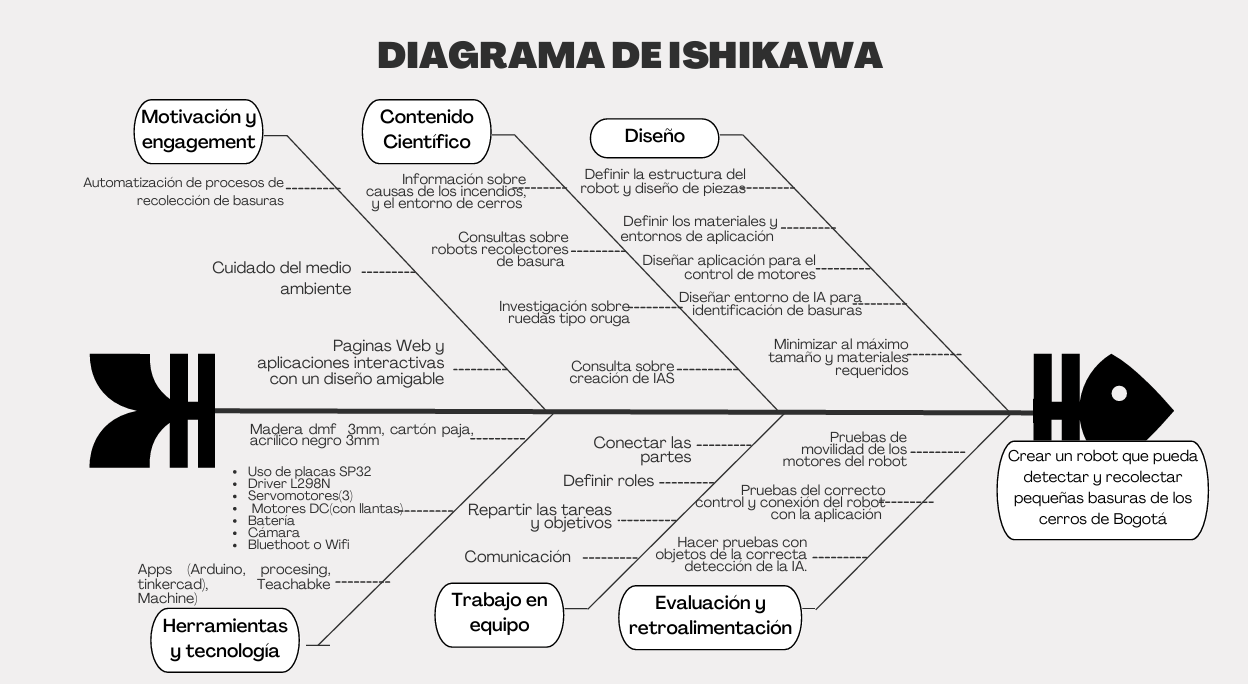 DIAGRAMA DE ISHIKAWA
Motivación y
engagement
Automatización de procesos de
recolección de basuras
Cuidado del medio
ambiente
Paginas Web y
aplicaciones interactivas
con un diseño amigable
Contenido
Científico
Información sobre
causas de los incendios,
y el entorno de cerros
Consultas sobre
robots recolectores
de basura
Investigación sobre
ruedas tipo oruga
Consulta sobre
creación de IAS
Diseño
Definir la estructura del
robot y diseño de piezas
Definir los materiales y
entornos de aplicación
Diseñar aplicación para el
control de motores
Diseñar entorno de IA para
identificación de basuras
Minimizar al máximo
tamaño y materiales
requeridos
Madera dmf 3mm, cartón paja,
acrílico negro 3mm
• Uso de placas SP32
• Driver L298N
• Servomotores(3)
• Motores DC(con llantas)
• Batería
• Cámara
• Bluethoot o Wifi
Apps (Arduino, procesing,
tinkercad), Teachabke
Machine)
Herramientas
y tecnología
Conectar las
partes
Definir roles
Repartir las tareas
y objetivos
Comunicación
Trabajo en
equipo
Pruebas de
movilidad de los
motores del robot
Pruebas del correcto
control y conexión del robot
con la aplicación
Hacer pruebas con
objetos de la correcta
detección de la IA.
Evaluación y
retroalimentación
Crear un robot que pueda
detectar y recolectar
pequeñas basuras de los
cerros de Bogotá